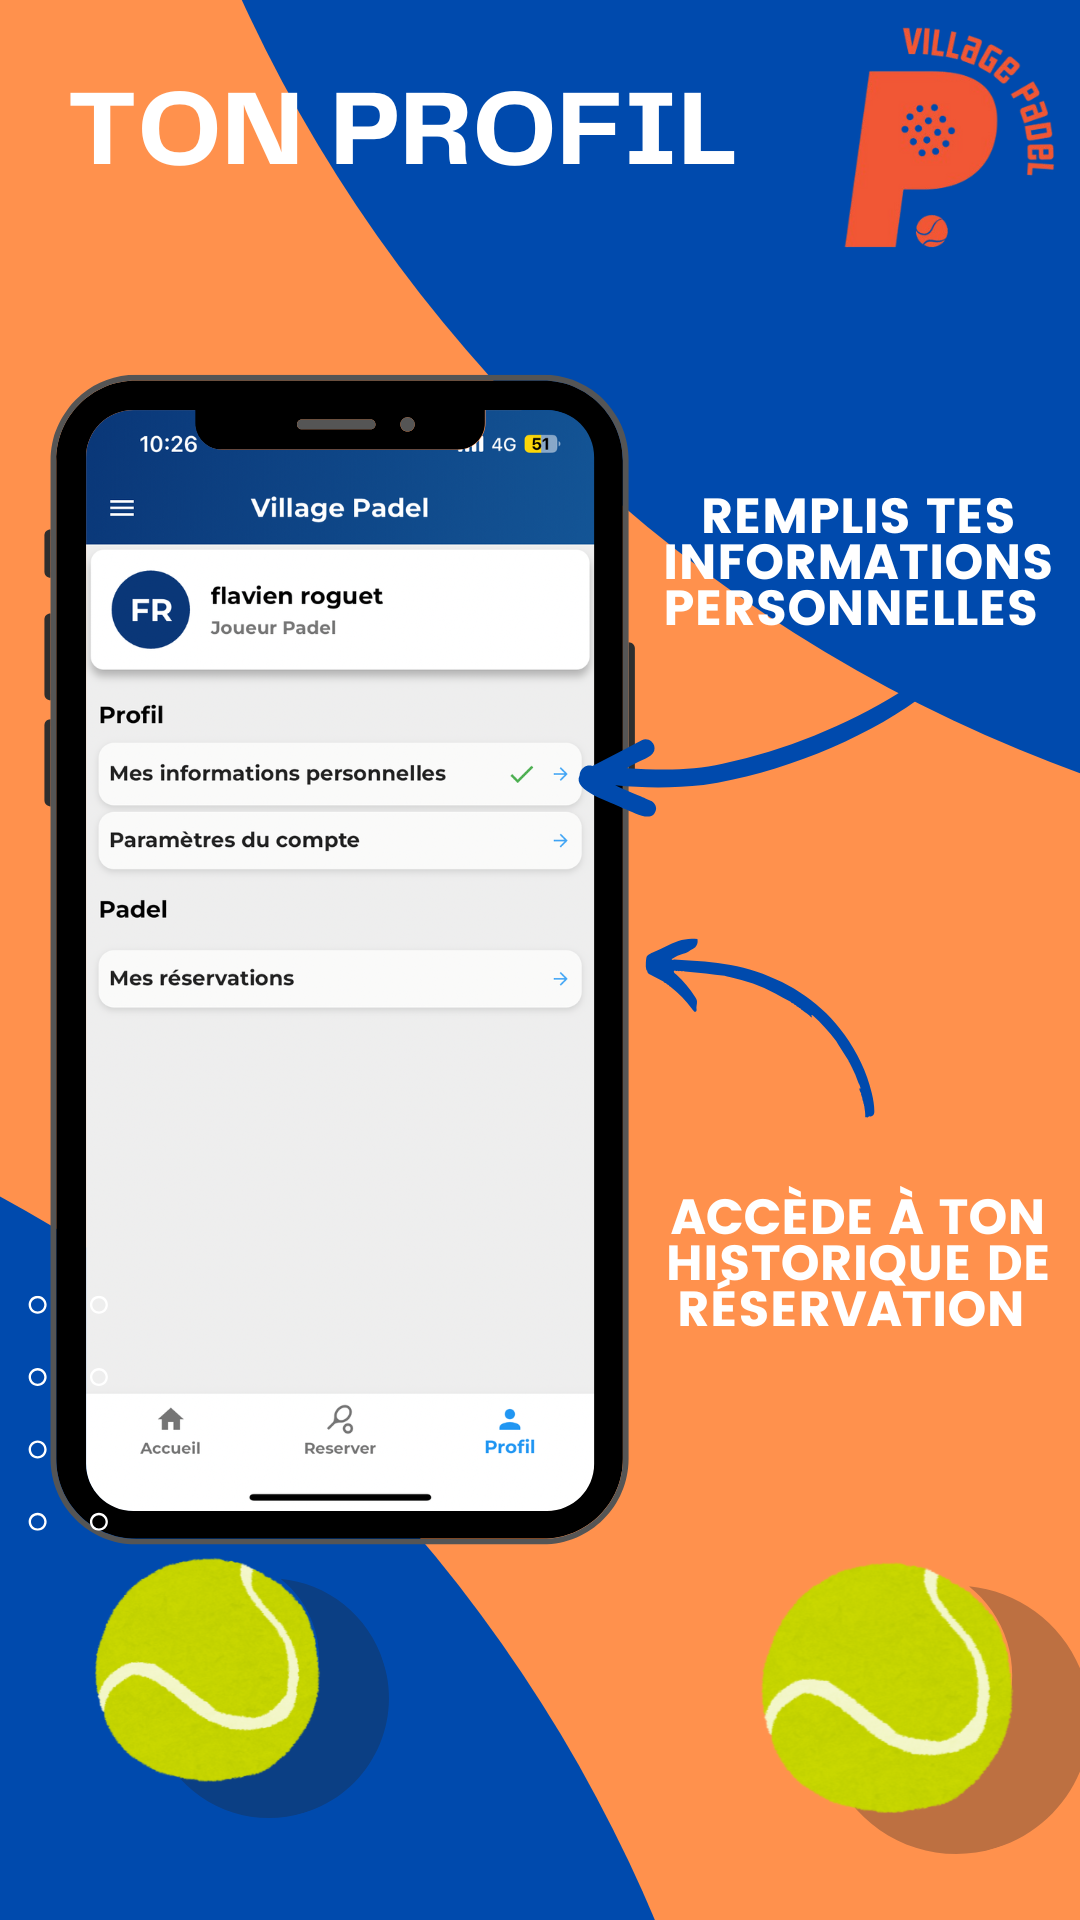 VILLAGE PADEL
TON PROFIL
10:26
4G 51
Village Padel
FR
flavien roguet
Joueur Padel
Profil
Mes informations personnelles
Paramètres du compte
Padel
Mes réservations
Accueil
Reserver
Profil
REMPLIS TES
INFORMATIONS
PERSONNELLES
ACCÈDE À TON
HISTORIQUE DE
RÉSERVATION